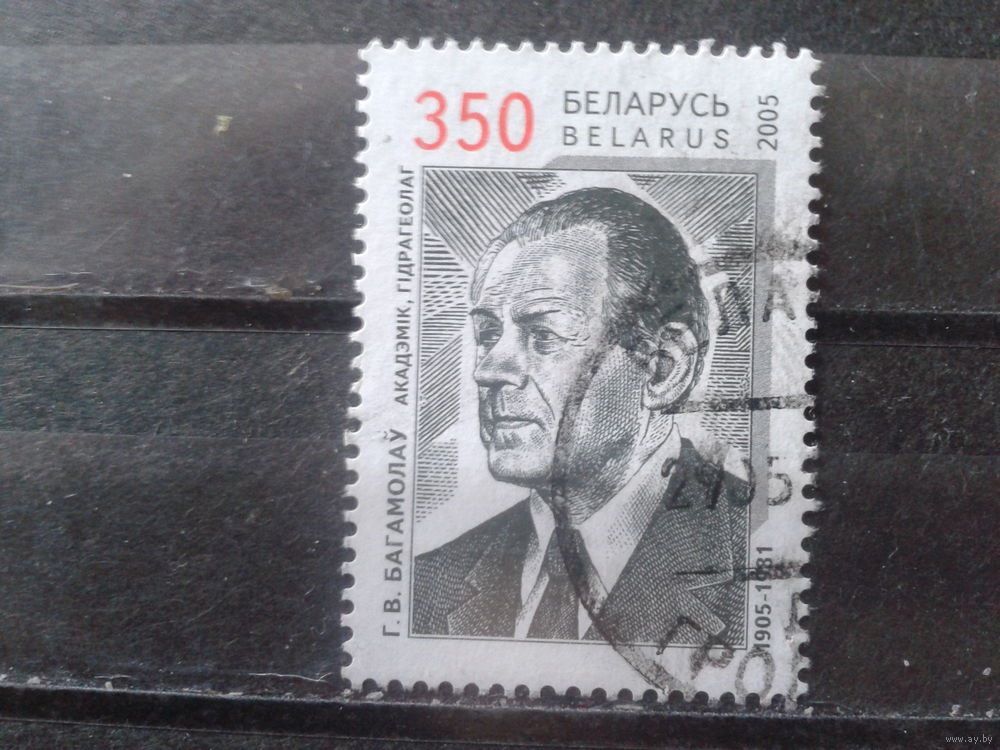 350
БЕЛАРУСЬ
BELARUS
2005
Г. В. БАГАМОЛАЎ АКАДЭМІК, ГІДРАГЕОЛАГ
1905-1981
www.ay.by